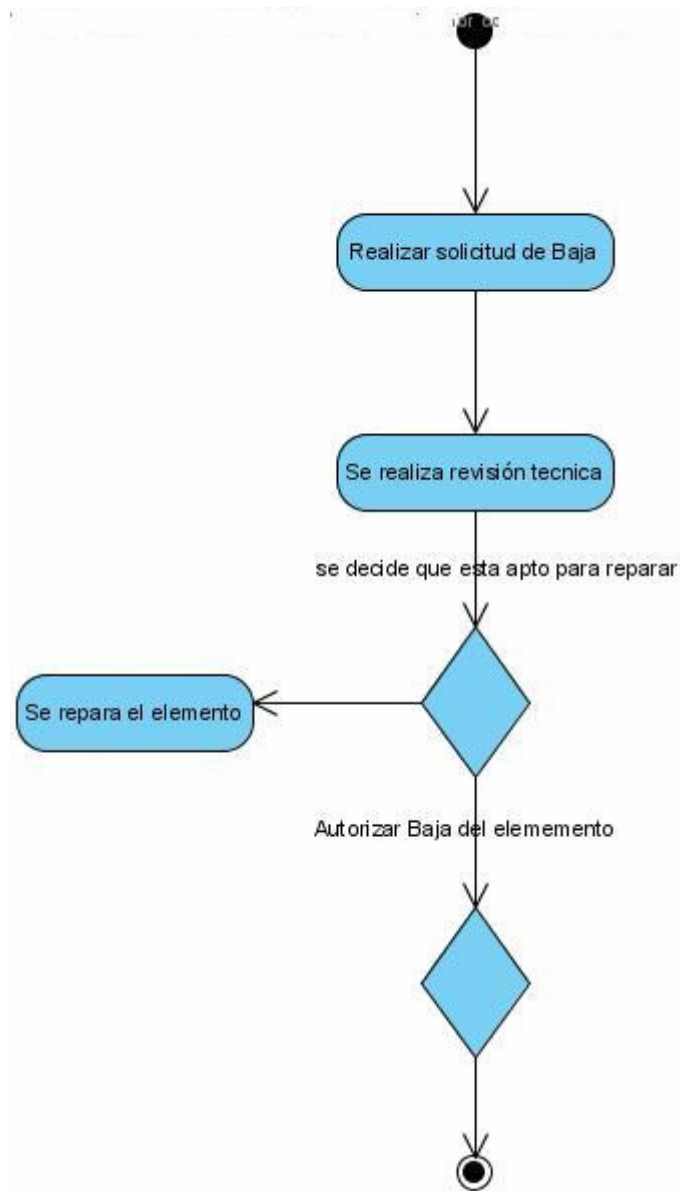 Realizar solicitud de Baja
Se realiza revisión tecnica
se decide que esta apto para reparar
Se repara el elemento
Autorizar Baja del elememento